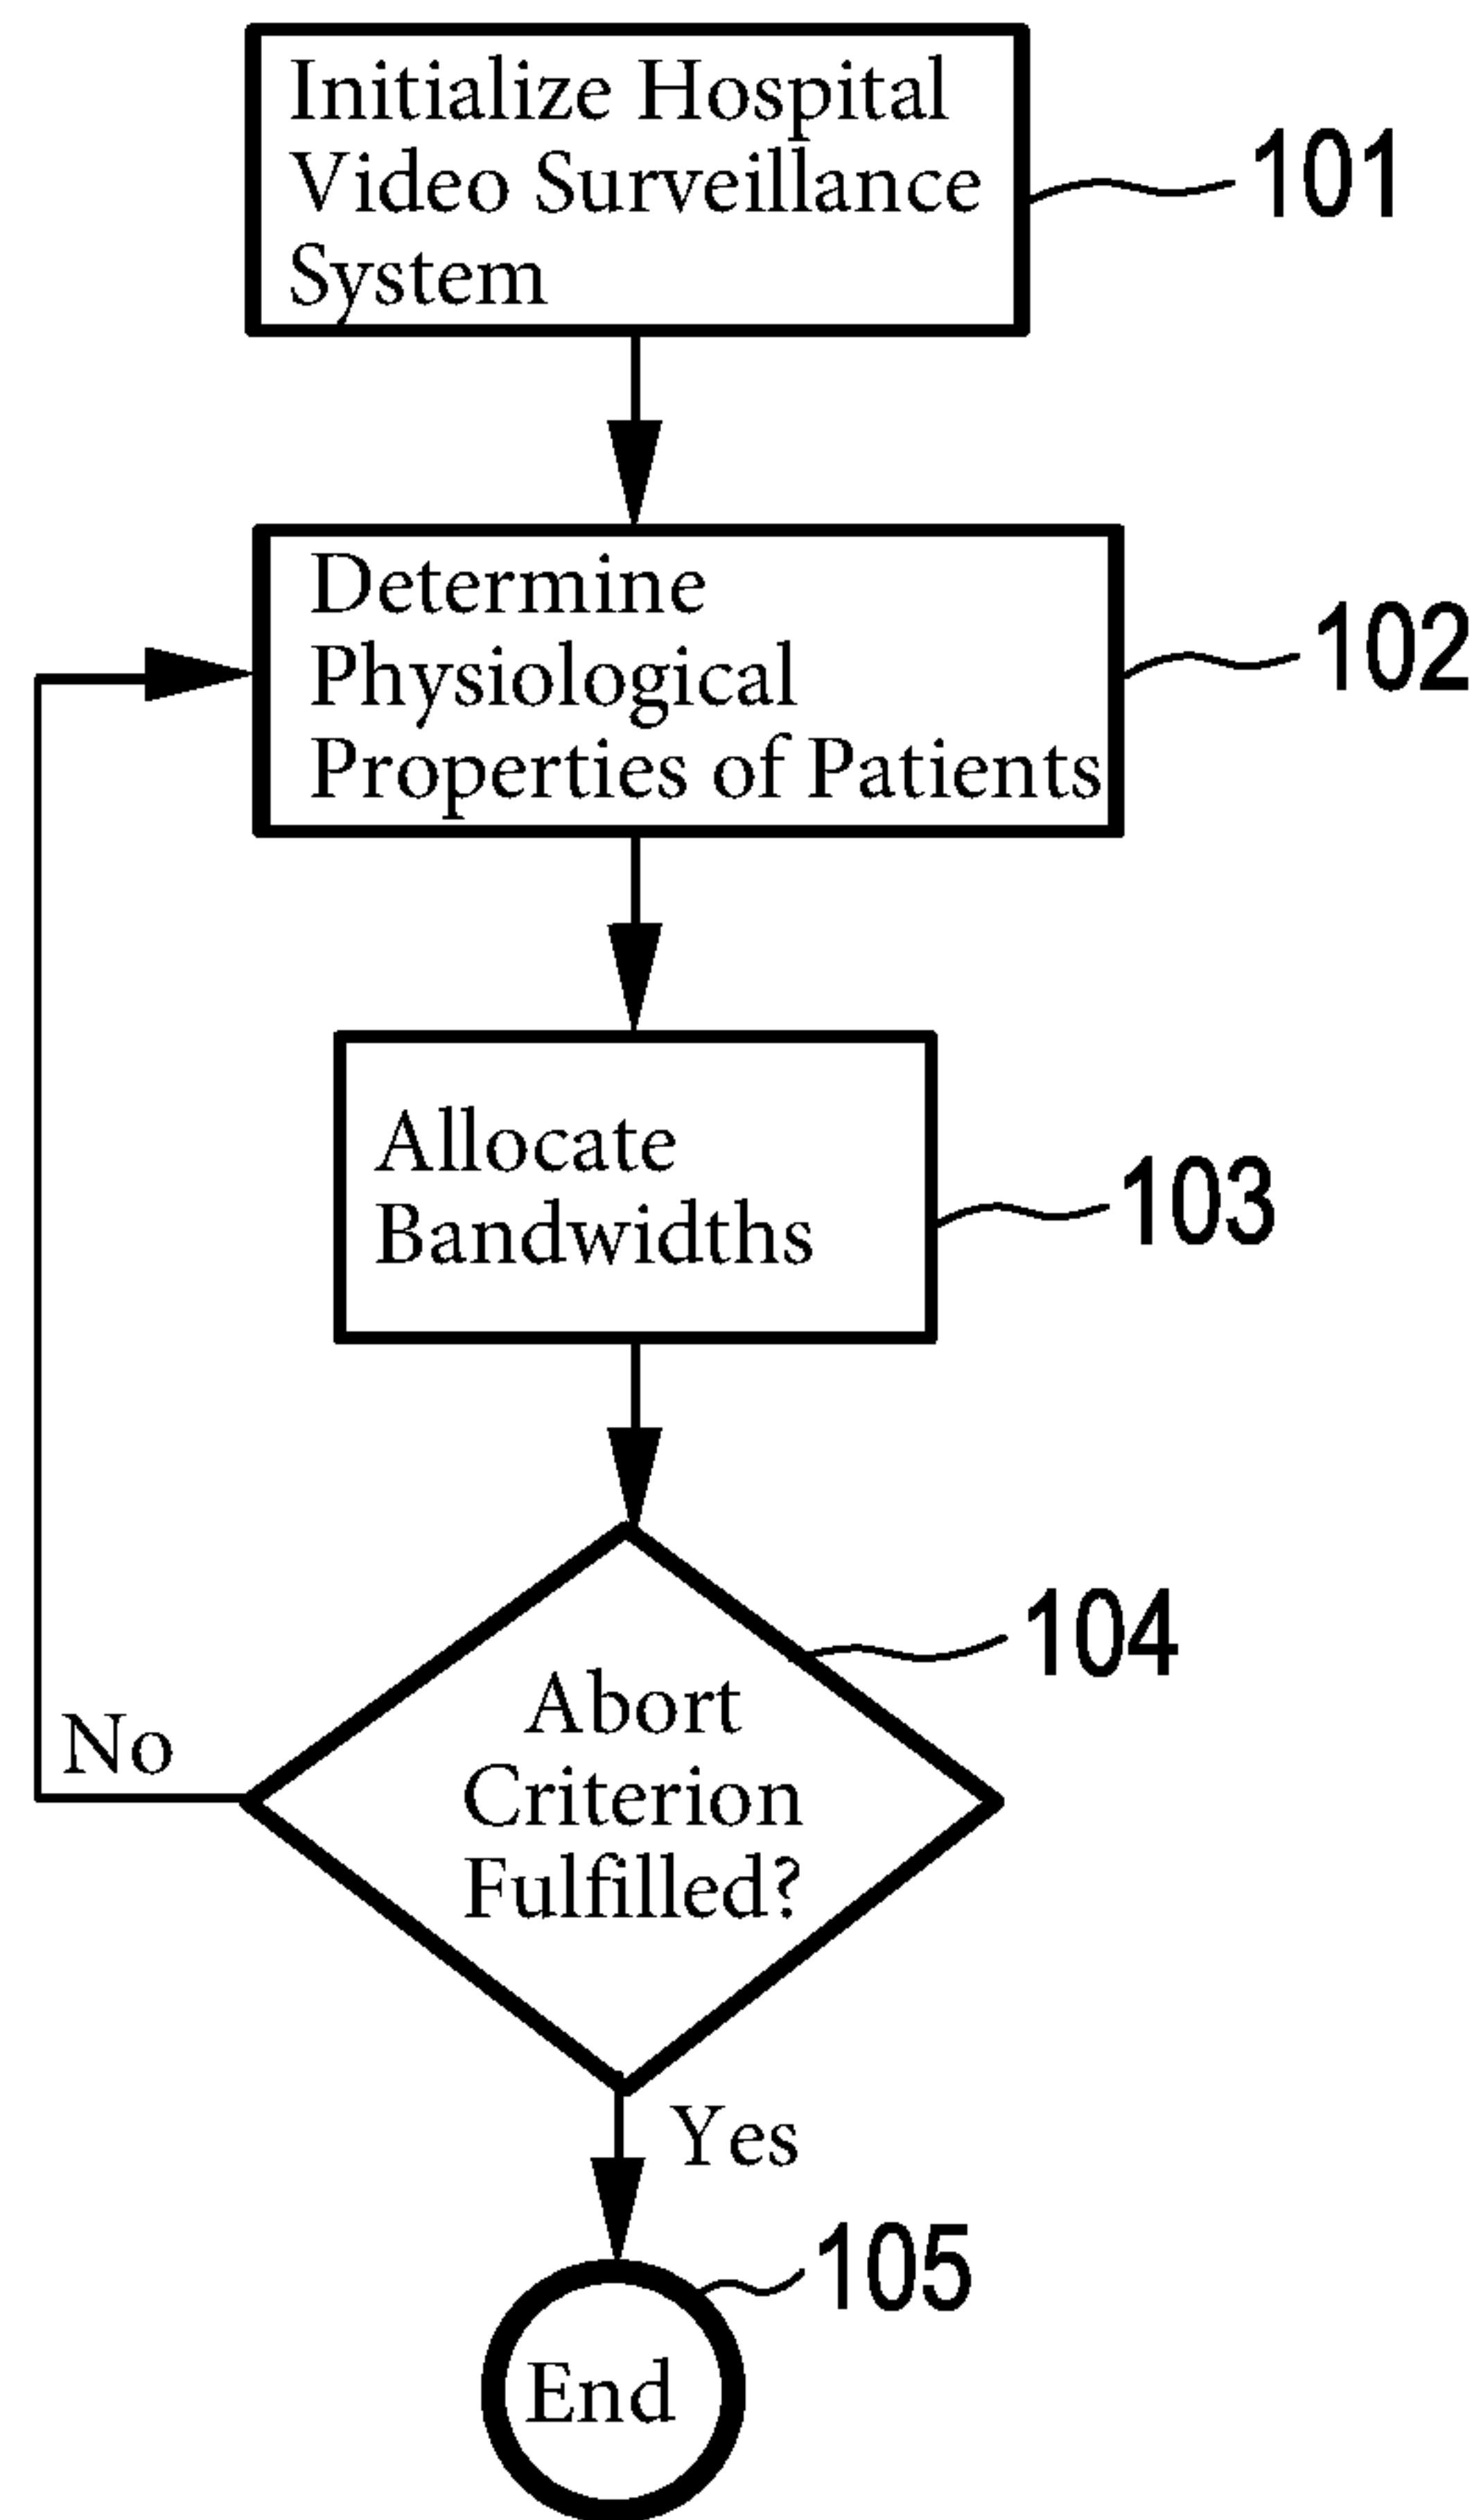 Initialize Hospital
Video Surveillance
System
101
Determine
Physiological
Properties of Patients
102
Allocate
Bandwidths
103
104
Abort
Criterion
Fulfilled?
No
Yes
105
End